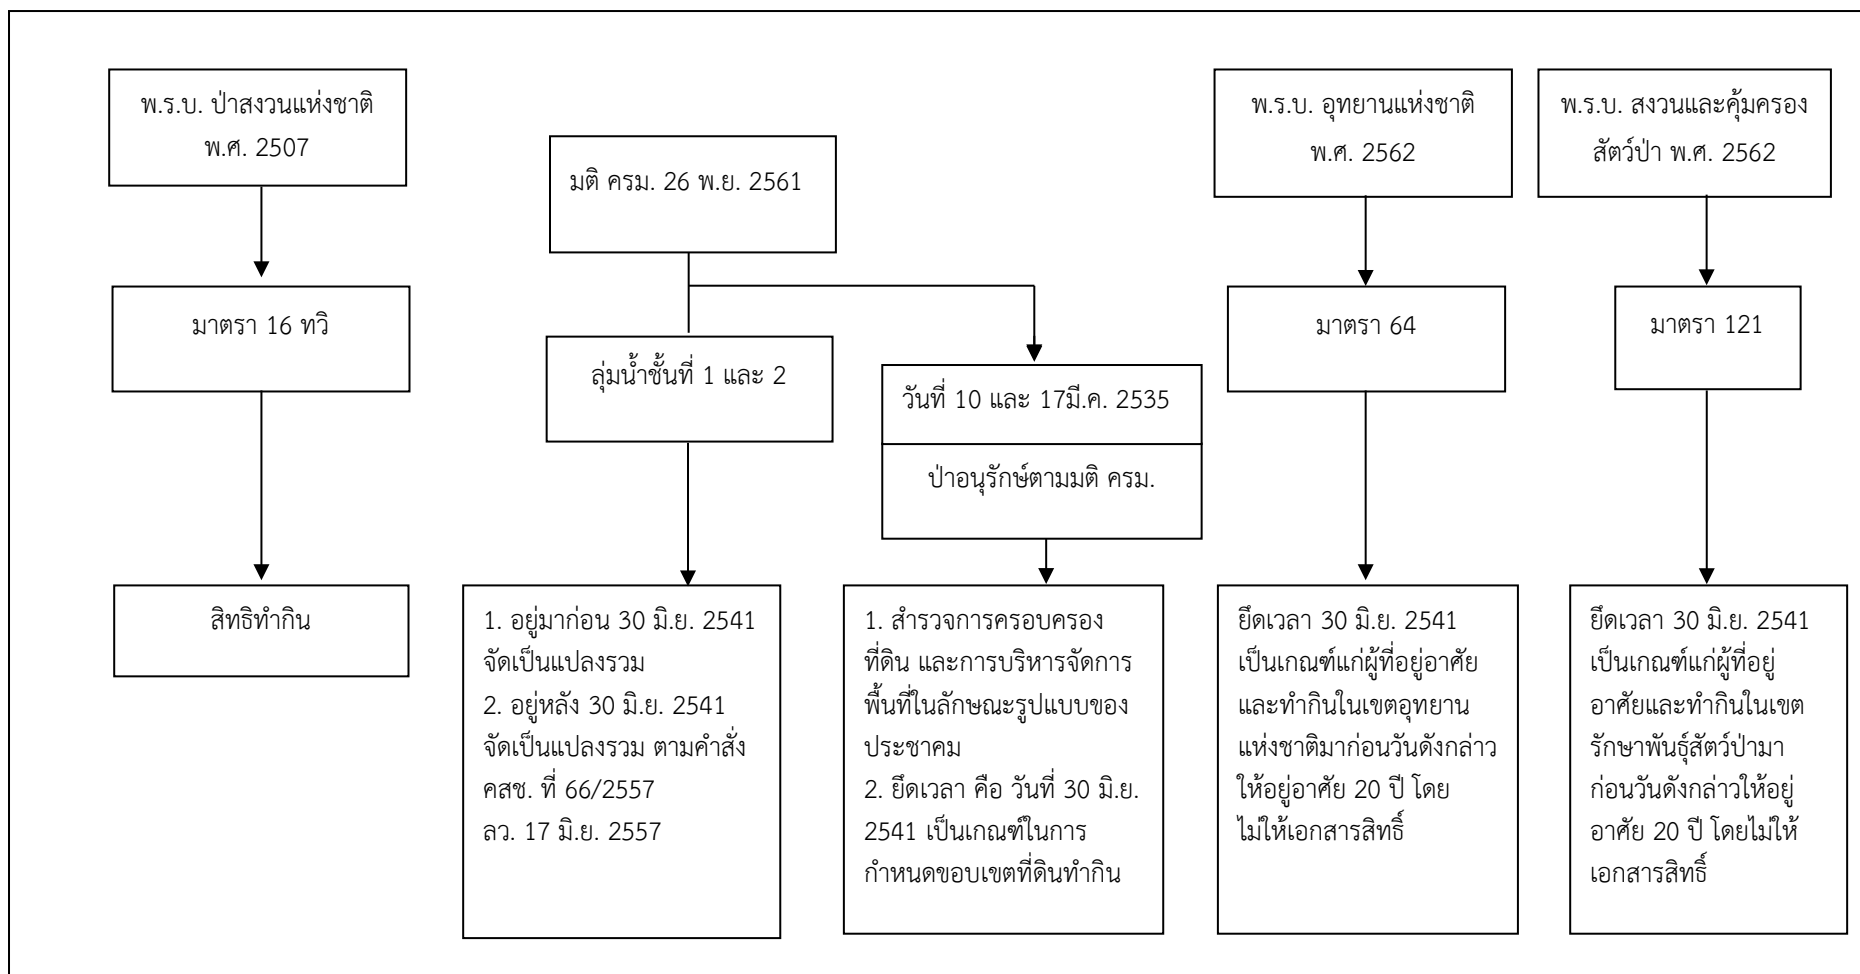 พ.ร.บ. ป่าสงวนแห่งชาติ
พ.ศ. 2507
มาตรา 16 ทวิ
สิทธิทำกิน
มติ ครม. 26 พ.ย. 2561
ลุ่มน้ำชั้นที่ 1 และ 2
1. อยู่มาก่อน 30 มิ.ย. 2541
จัดเป็นแปลงรวม
2. อยู่หลัง 30 มิ.ย. 2541
จัดเป็นแปลงรวม ตามคำสั่ง
คสช. ที่ 66/2557
ลว. 17 มิ.ย. 2557
วันที่ 10 และ 17มี.ค. 2535
ป่าอนุรักษ์ตามมติ ครม.
1. สำรวจการครอบครอง
ที่ดิน และการบริหารจัดการ
พื้นที่ในลักษณะรูปแบบของ
ประชาคม
2. ยึดเวลา คือ วันที่ 30 มิ.ย.
2541 เป็นเกณฑ์ในการ
กำหนดขอบเขตที่ดินทำกิน
พ.ร.บ. อุทยานแห่งชาติ
พ.ศ. 2562
มาตรา 64
ยึดเวลา 30 มิ.ย. 2541
เป็นเกณฑ์แก่ผู้ที่อยู่อาศัย
และทำกินในเขตอุทยาน
แห่งชาติมาก่อนวันดังกล่าว
ให้อยู่อาศัย 20 ปี โดย
ไม่ให้เอกสารสิทธิ์
พ.ร.บ. สงวนและคุ้มครอง
สัตว์ป่า พ.ศ. 2562
มาตรา 121
ยึดเวลา 30 มิ.ย. 2541
เป็นเกณฑ์แก่ผู้ที่อยู่
อาศัยและทำกินในเขต
รักษาพันธุ์สัตว์ป่ามา
ก่อนวันดังกล่าวให้อยู่
อาศัย 20 ปี โดยไม่ให้
เอกสารสิทธิ์